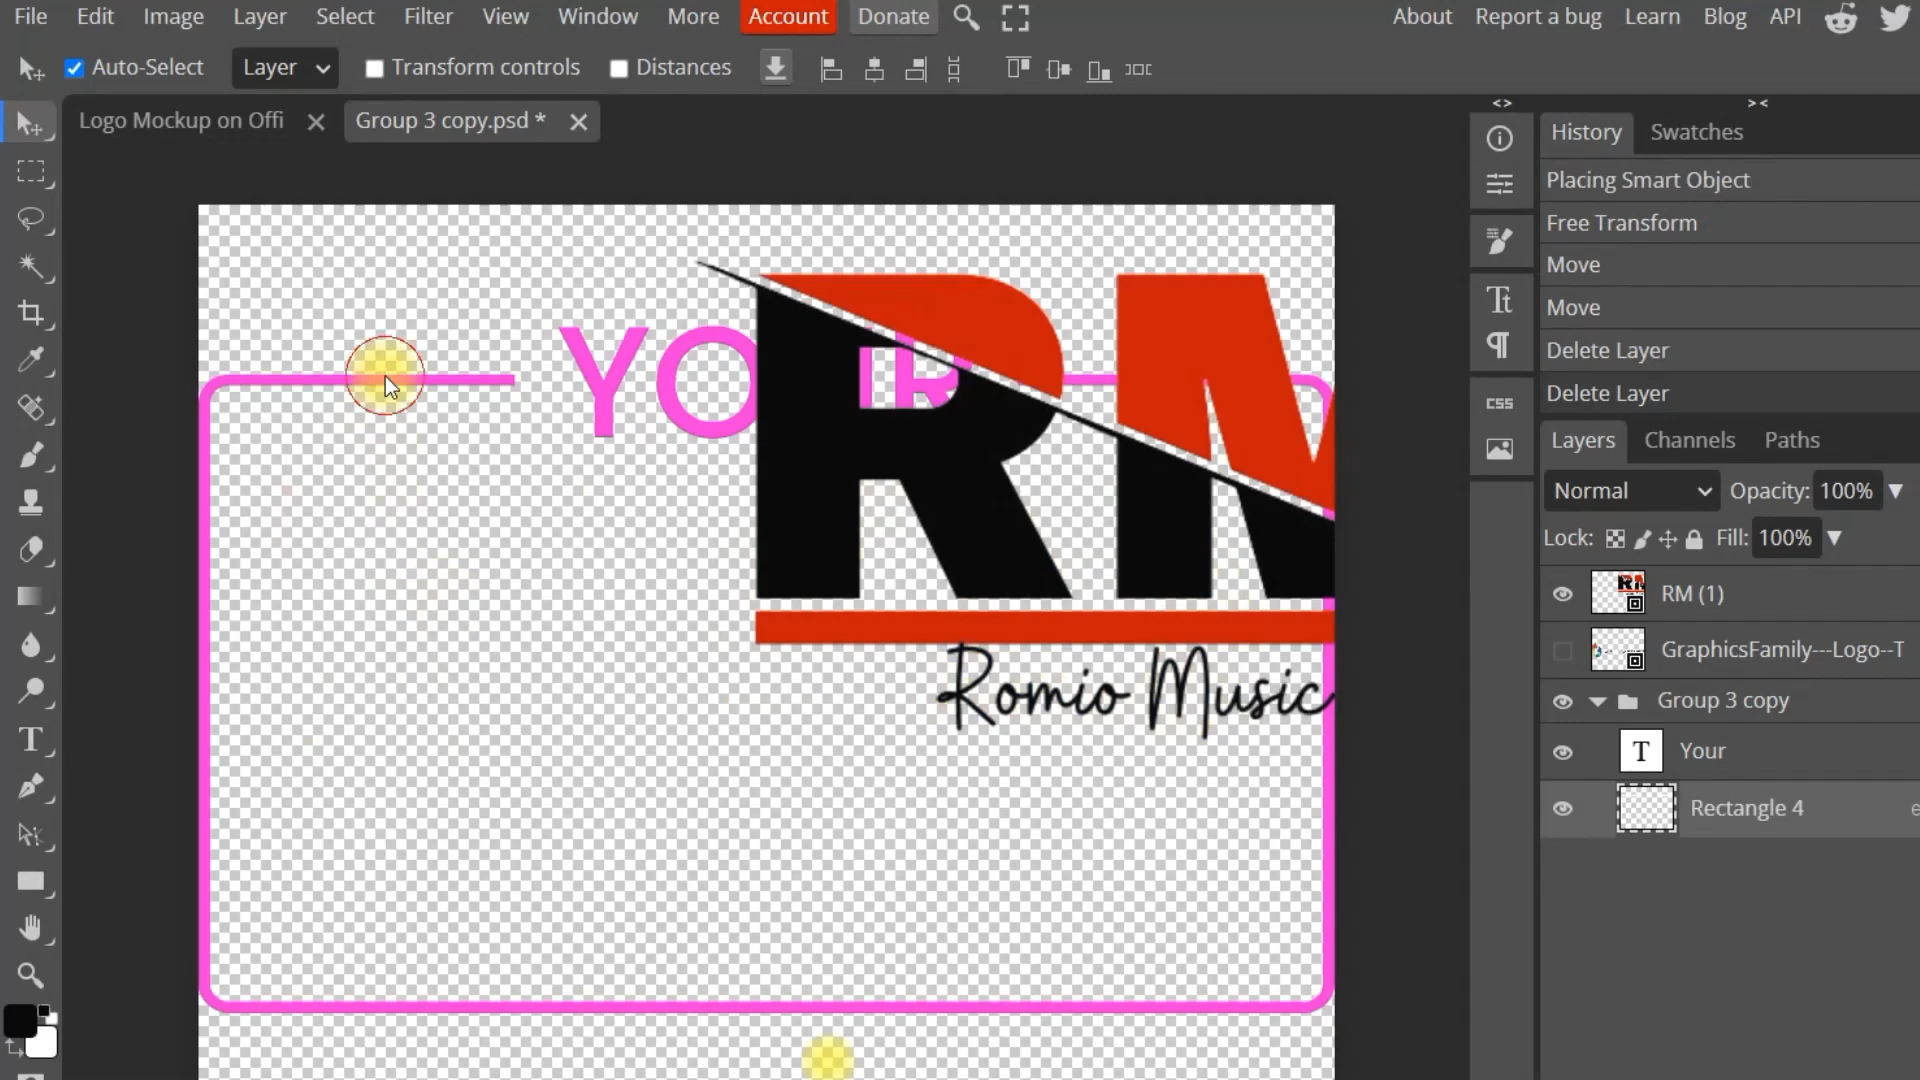 File Edit Image Layer Select Filter View Window More Account Donate About Report a bug Learn Blog API
Auto-Select Layer Transform controls Distances
Logo Mockup on Offi Group 3 copy.psd *
History Swatches
Placing Smart Object
Free Transform
Move
Move
Delete Layer
Delete Layer
CSS
Layers Channels Paths
Normal Opacity: 100%
Lock: Fill: 100%
RM (1)
GraphicsFamily---Logo--T
Group 3 copy
T Your
Rectangle 4
YOUR
RM
Romio Music